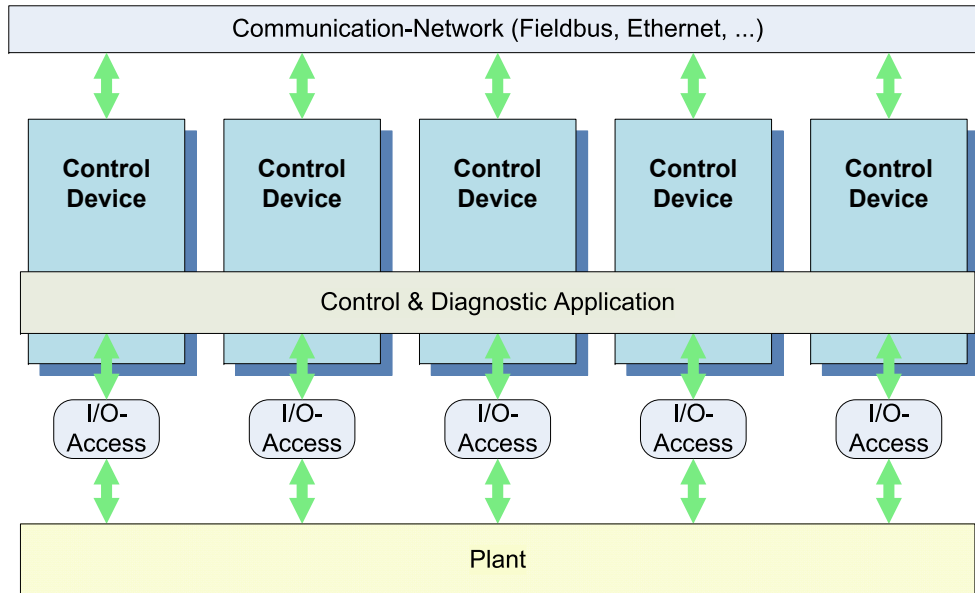 Communication-Network (Fieldbus, Ethernet, ...)
Control
Device
Control
Device
Control
Device
Control
Device
Control
Device
Control & Diagnostic Application
I/O-
Access
I/O-
Access
I/O-
Access
I/O-
Access
I/O-
Access
Plant